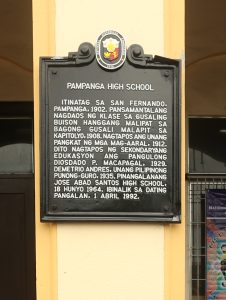 PAMPANGA HIGH SCHOOL
ITINATAG SA SAN FERNANDO,
PAMPANGA, 1902. PANSAMANTALANG
NAGDAOS NG KLASE SA GUSALING
BUISON HANGGANG MALIPAT SA
BAGONG GUSALI MALAPIT SA
KAPITOLYO, 1908. NAGTAPOS ANG UNANG
PANGKAT NG MGA MAG-AARAL, 1912.
DITO NAGTAPOS NG SEKONDARYANG
EDUKASYON ANG PANGULONG
DIOSDADO P. MACAPAGAL, 1929.
DEMETRIO ANDRES, UNANG PILIPINONG
PUNONG-GURO, 1935. PINANGALANANG
JOSE ABAD SANTOS HIGH SCHOOL,
18 HUNYO 1964. IBINALIK SA DATING
PANGALAN, 1 ABRIL 1992.